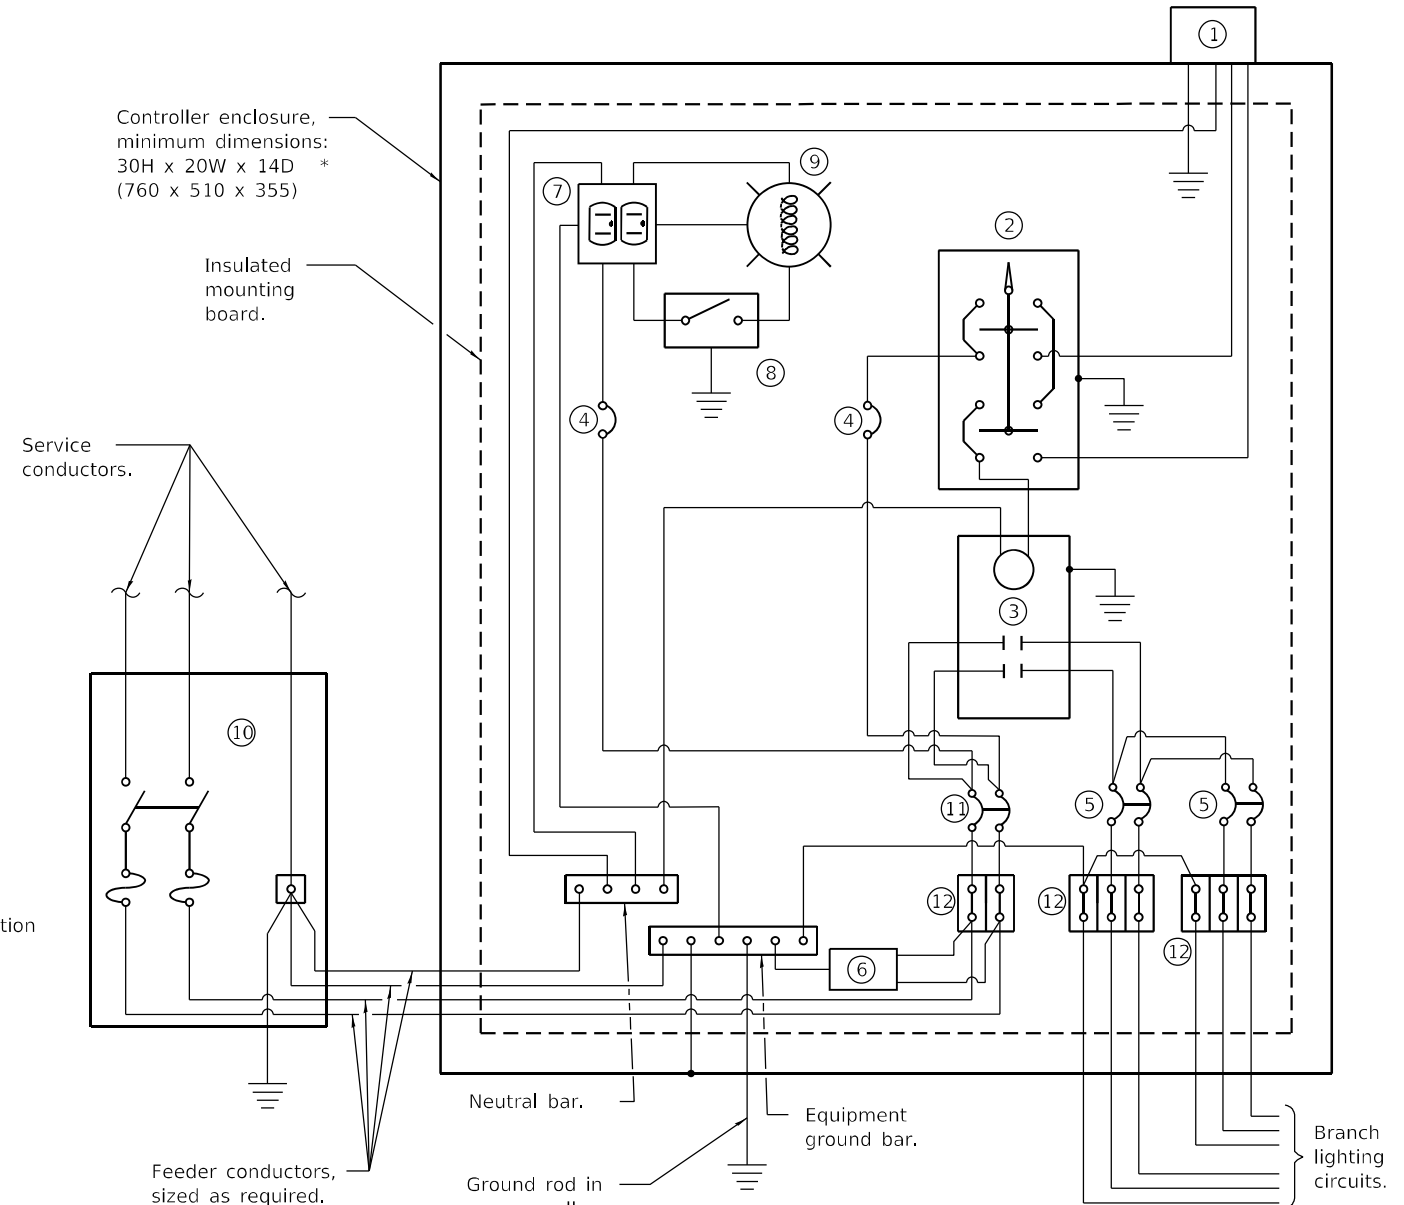 1
Controller enclosure,
minimum dimensions:
30H x 20W x 14D *
(760 x 510 x 355)
9
7
2
Insulated
mounting
board.
8
4
4
Service
conductors.
3
10
11
5
5
12
12
tion
12
6
Neutral bar.
Equipment
ground bar.
Branch
lighting
circuits.
Feeder conductors,
sized as required.
Ground rod in